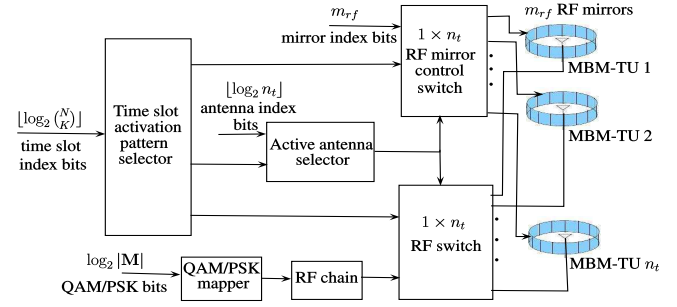 m_rf
mirror index bits
1 × n_t
RF mirror
control
switch
m_rf RF mirrors
MBM-TU 1
⌊log₂ n_t⌋
antenna index
bits
⌊log₂ (N K)⌋
time slot
index bits
Time slot
activation
pattern
selector
Active antenna
selector
MBM-TU 2
1 × n_t
RF switch
log₂ |M|
QAM/PSK bits
QAM/PSK
mapper
RF chain
MBM-TU n_t